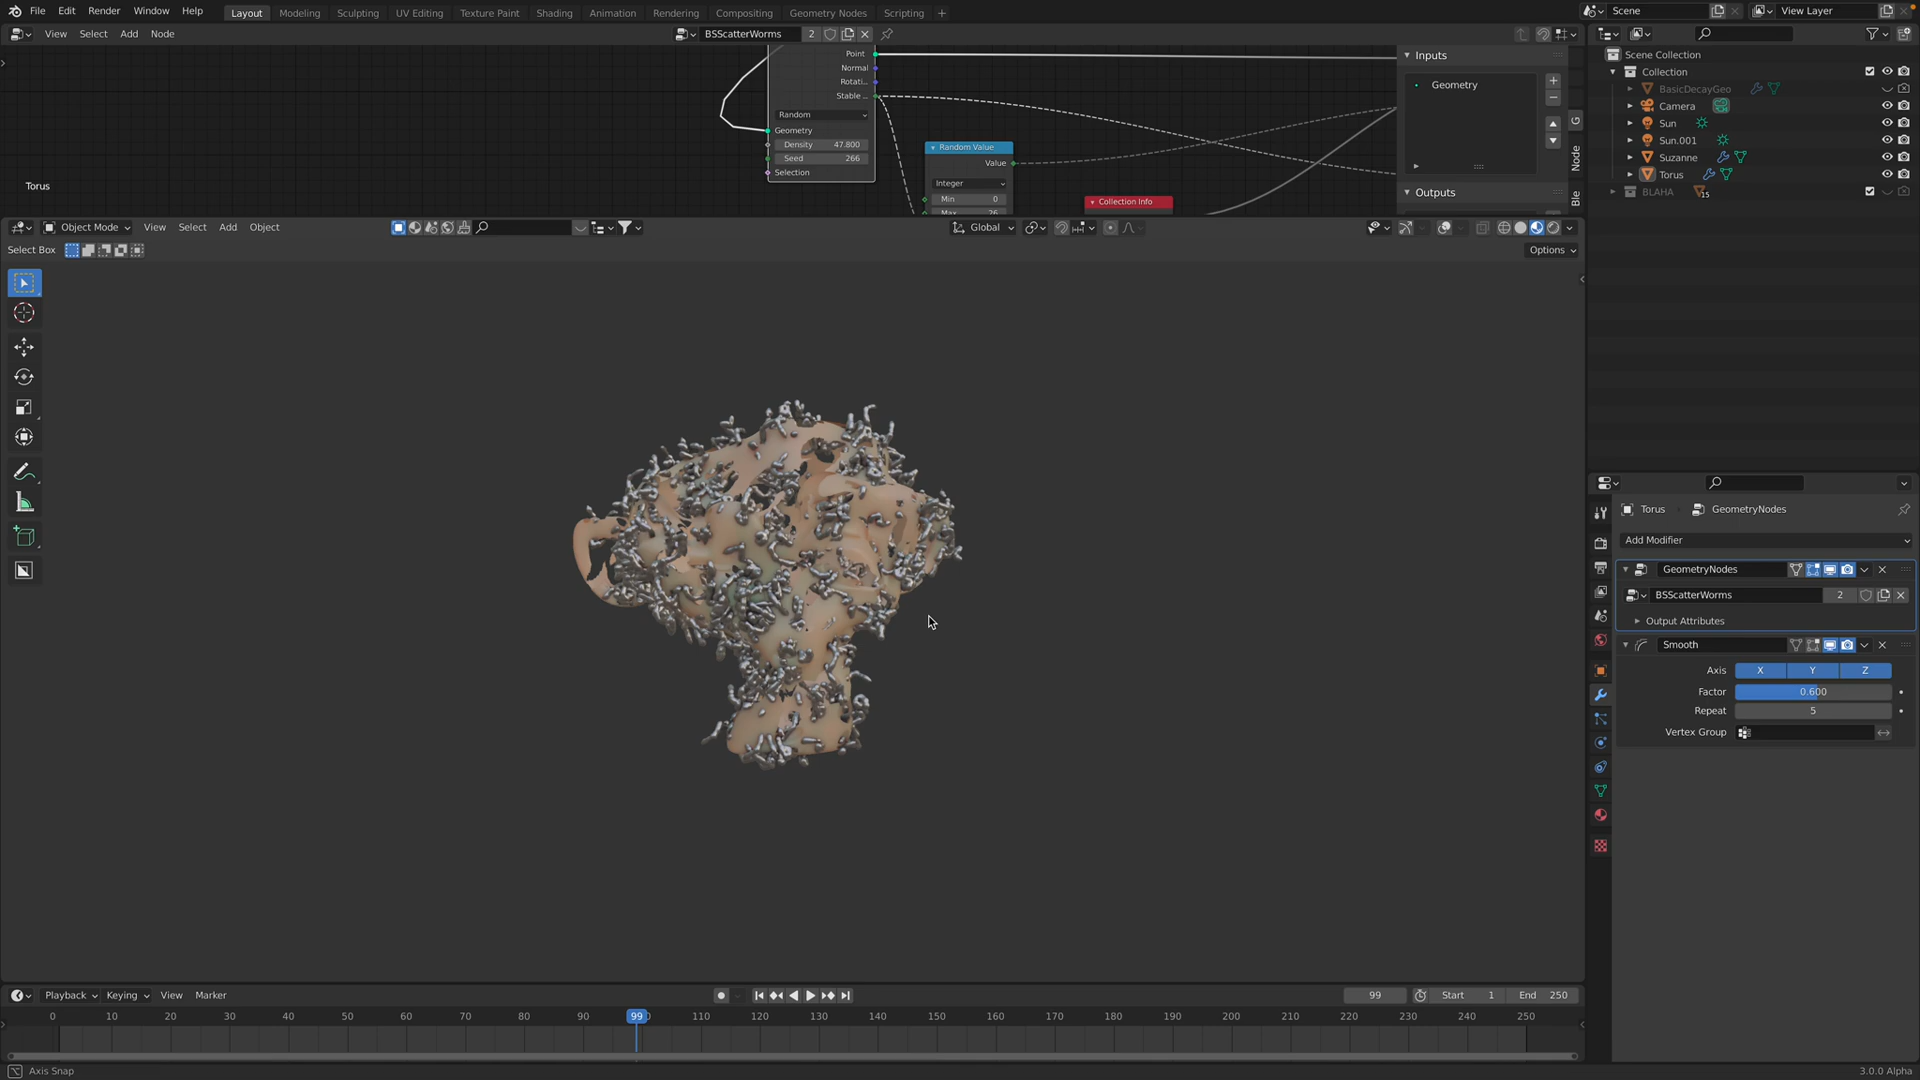 File Edit Render Window Help Layout Modeling Sculpting UV Editing Texture Paint Shading Animation Rendering Compositing Geometry Nodes Scripting Scene View Layer
View Select Add Node BSScatterWorms 2
Point
Normal
Rotati...
Stable ...
Random
Geometry
Density 47.800
Seed 266
Selection
Random Value
Value
Integer
Min 0
Max 26
Collection Info
Inputs
Geometry
Outputs
G
Node
Ble
Torus
Scene Collection
Collection
BasicDecayGeo
Camera
Sun
Sun.001
Suzanne
Torus
BLAHA 15
Object Mode View Select Add Object Global
Select Box Options
Torus GeometryNodes
Add Modifier
GeometryNodes
BSScatterWorms 2
Output Attributes
Smooth
Axis X Y Z
Factor 0.600
Repeat 5
Vertex Group
Playback Keying View Marker 99 Start 1 End 250
0 10 20 30 40 50 60 70 80 90 99 110 120 130 140 150 160 170 180 190 200 210 220 230 240 250
Axis Snap 3.0.0 Alpha